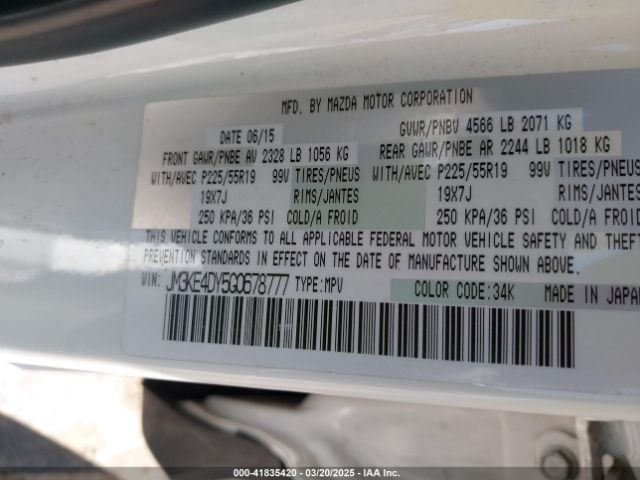 MFD. BY MAZDA MOTOR CORPORATION
DATE 06/15 GVWR/PNBV 4566 LB 2071 KG
FRONT GAWR/PNBE AV 2328 LB 1056 KG REAR GAWR/PNBE AR 2244 LB 1018 KG
WITH/AVEC P225/55R19 99V TIRES/PNEUS WITH/AVEC P225/55R19 99V TIRES/PNEUS
19X7J RIMS/JANTES 19X7J RIMS/JANTES
250 KPA/36 PSI COLD/A FROID 250 KPA/36 PSI COLD/A FROID
THIS VEHICLE CONFORMS TO ALL APPLICABLE FEDERAL MOTOR VEHICLE SAFETY AND THEFT
PREVENTION STANDARDS IN EFFECT ON THE DATE OF MANUFACTURE SHOWN ABOVE.
VIN: JM3KE4DY5G0678777 TYPE: MPV COLOR CODE: 34K MADE IN JAPAN
000-41835420 - 03/20/2025 - IAA Inc.